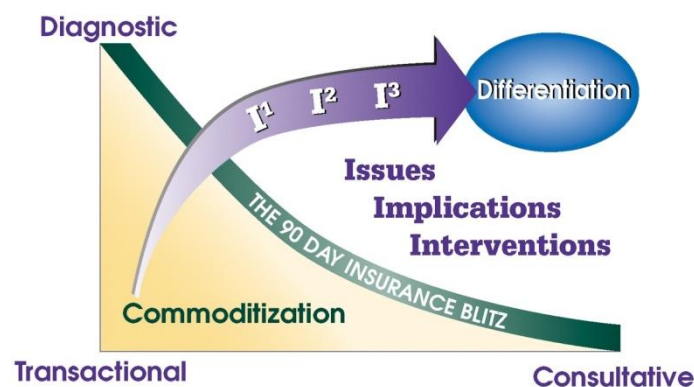 Diagnostic
I¹ I² I³
Differentiation
Issues
Implications
Interventions
THE 90 DAY INSURANCE BLITZ
Commoditization
Transactional
Consultative